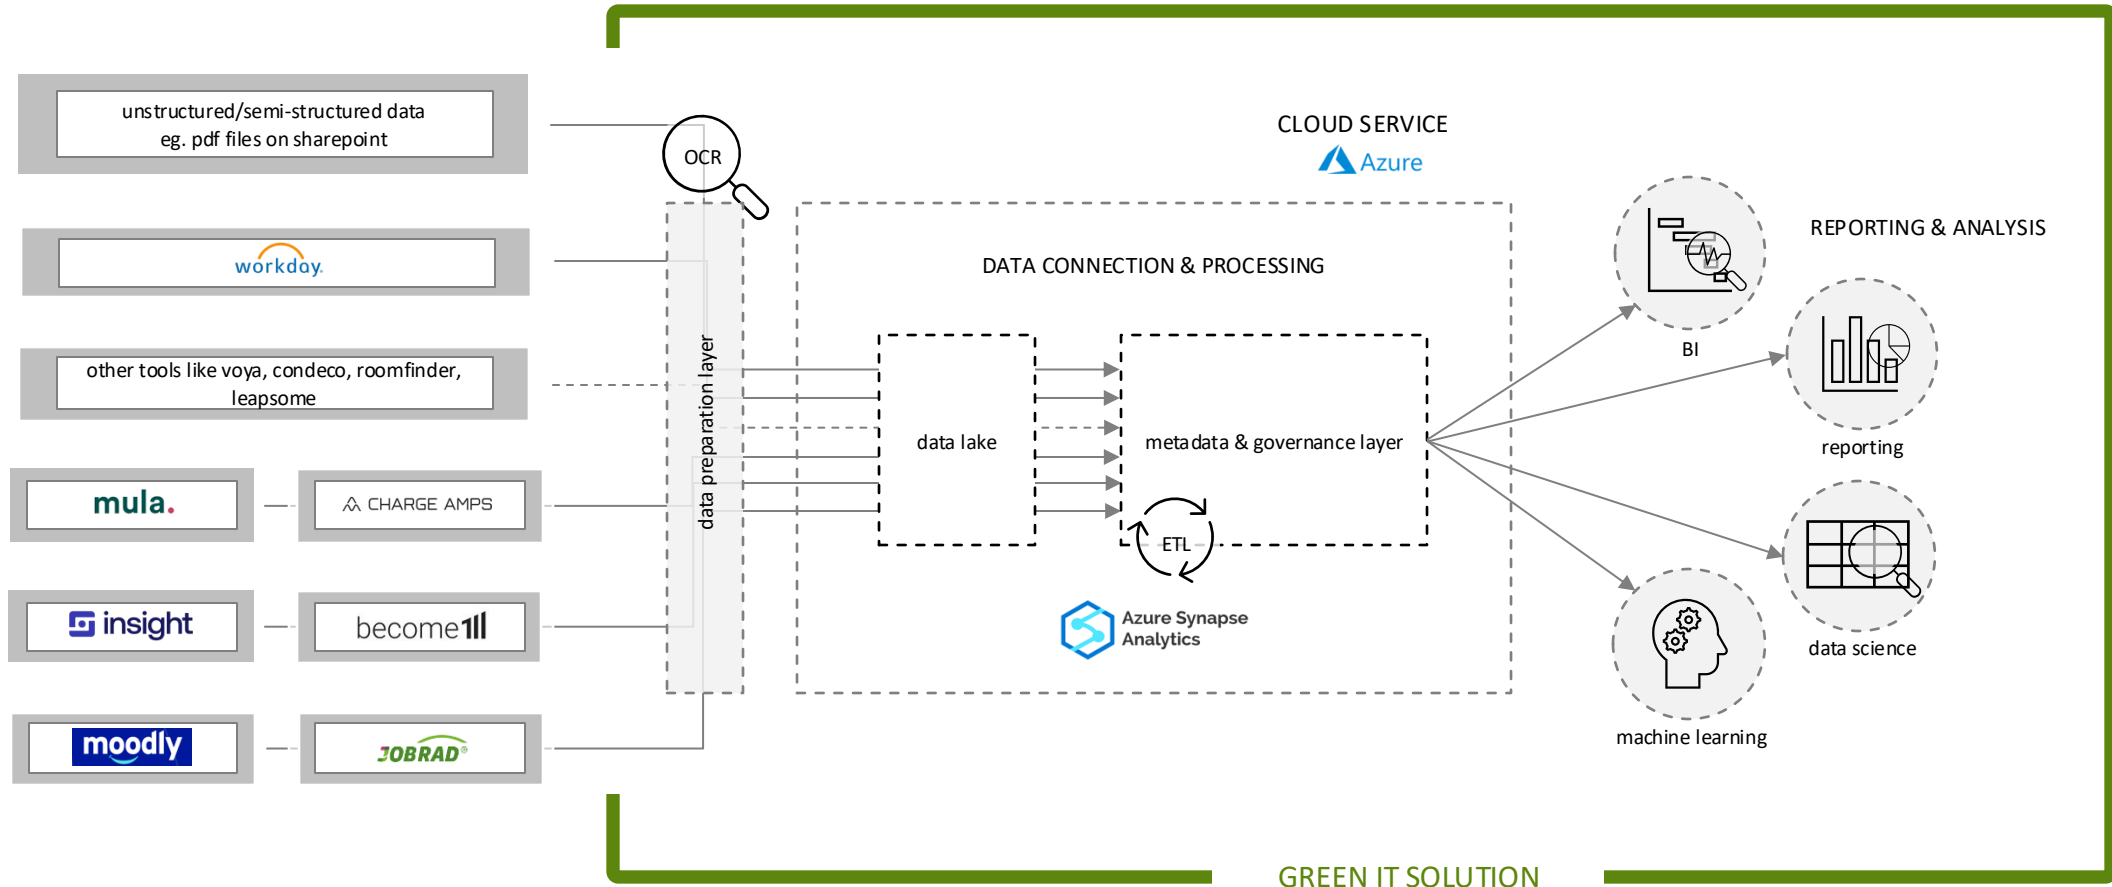 unstructured/semi-structured data
eg. pdf files on sharepoint
workday.
other tools like voya, condeco, roomfinder,
leapsome
mula.
CHARGE AMPS
insight
become1
moodly
JOBRAD®
OCR
data preparation layer
CLOUD SERVICE
Azure
DATA CONNECTION & PROCESSING
data lake
metadata & governance layer
ETL
Azure Synapse
Analytics
REPORTING & ANALYSIS
BI
reporting
data science
machine learning
GREEN IT SOLUTION